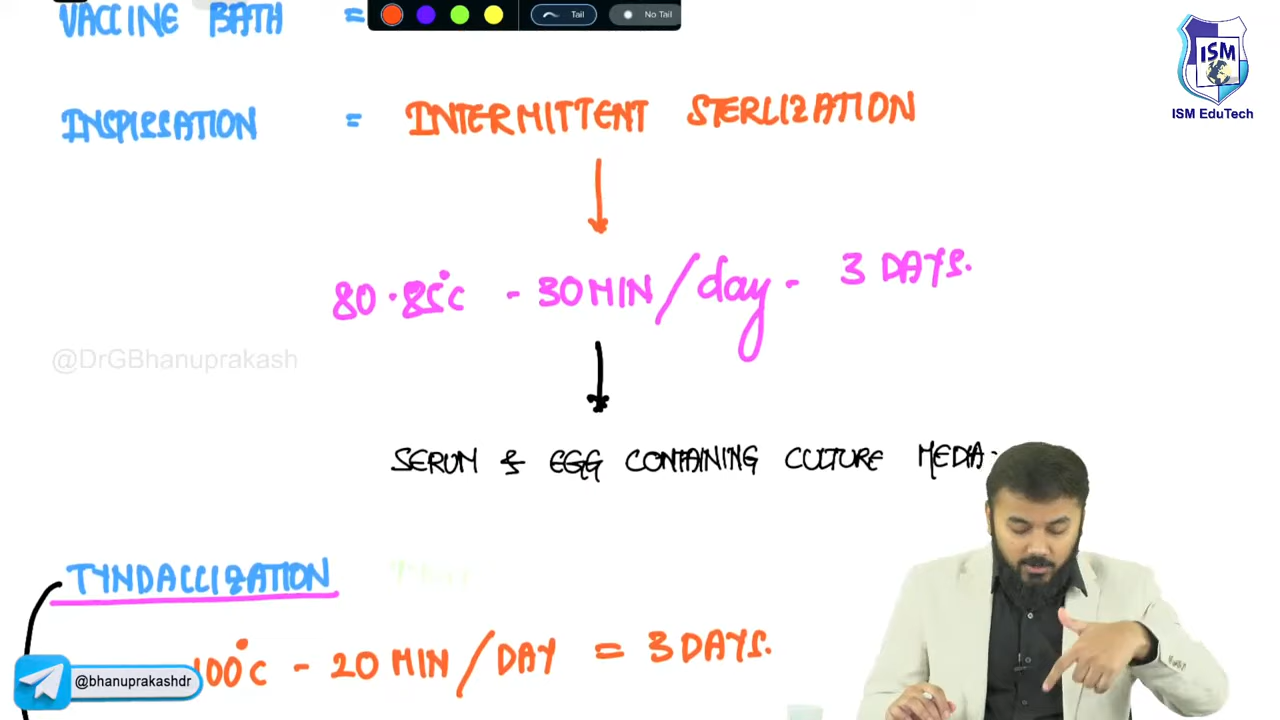 VACCINE BATH =
Tail
No Tail
ISM
ISM EduTech
INSPISSATION = INTERMITTENT STERLIZATION
80.85°C - 30 MIN/day - 3 DAYS.
@DrGBhanuprakash
SERUM & EGG CONTAINING CULTURE MEDIA.
TYNDALLIZATION
100°C - 20 MIN/DAY = 3 DAYS.
@bhanuprakashdr